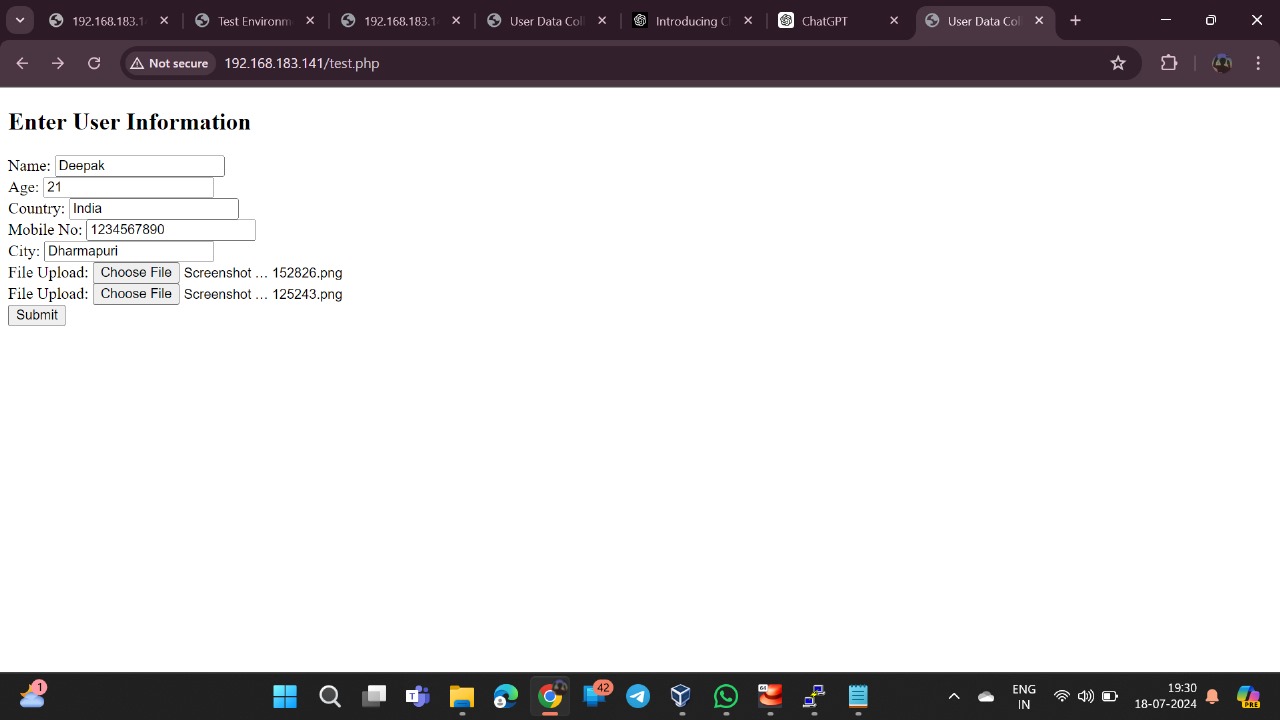 192.168.183.1
Test Environm
192.168.183.1
User Data Col
Introducing C
ChatGPT
User Data Col
Not secure
192.168.183.141/test.php
Enter User Information
Name: Deepak
Age: 21
Country: India
Mobile No: 1234567890
City: Dharmapuri
File Upload: Choose File Screenshot … 152826.png
File Upload: Choose File Screenshot … 125243.png
Submit
1
T
42
64
ENG
IN
19:30
18-07-2024
PRE